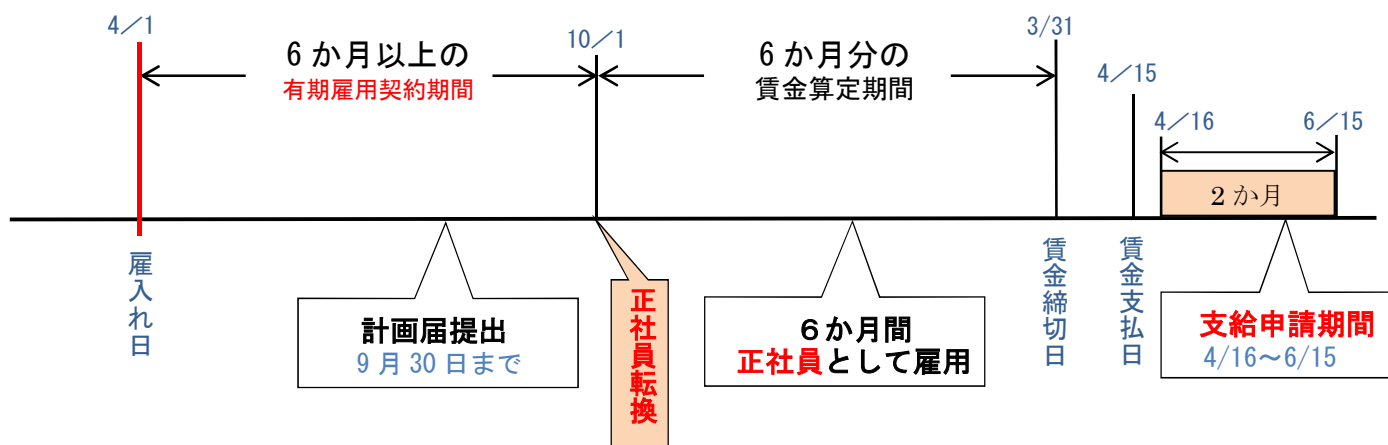 4／1
6か月以上の
有期雇用契約期間
10／1
6か月分の
賃金算定期間
3/31
4／15
4／16
6／15
2か月
雇入れ日
計画届提出
9月30日まで
正社員転換
６か月間
正社員として雇用
賃金締切日
賃金支払日
支給申請期間
4/16～6/15